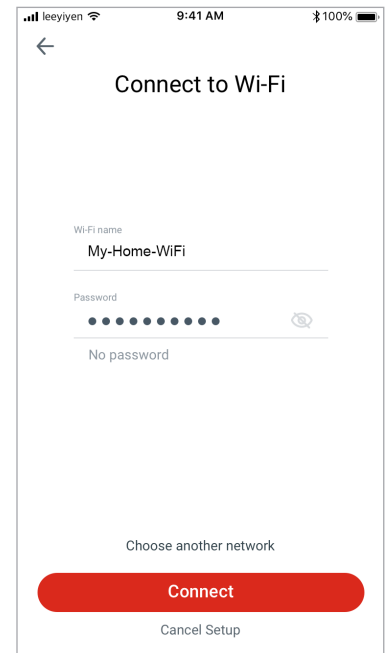 leeyiyen 9:41 AM 100%
Connect to Wi-Fi
Wi-Fi name
My-Home-WiFi
Password
●●●●●●●●●●
No password
Choose another network
Connect
Cancel Setup